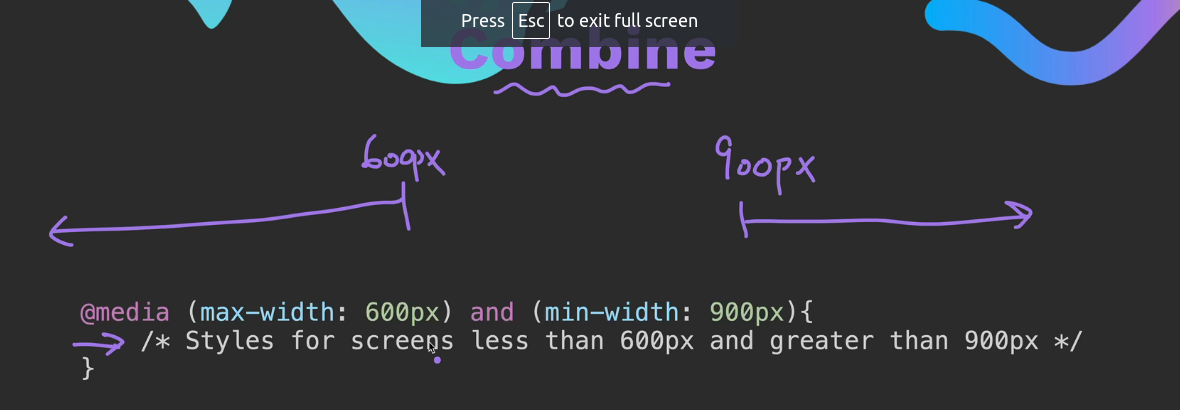 Press Esc to exit full screen
Combine
600px
900px
@media (max-width: 600px) and (min-width: 900px){
/* Styles for screens less than 600px and greater than 900px */
}